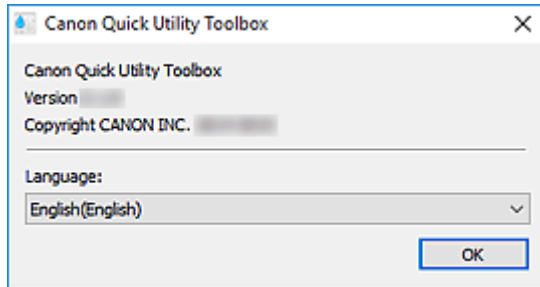 Canon Quick Utility Toolbox
Canon Quick Utility Toolbox
Version
Copyright CANON INC.
Language:
English(English)
OK